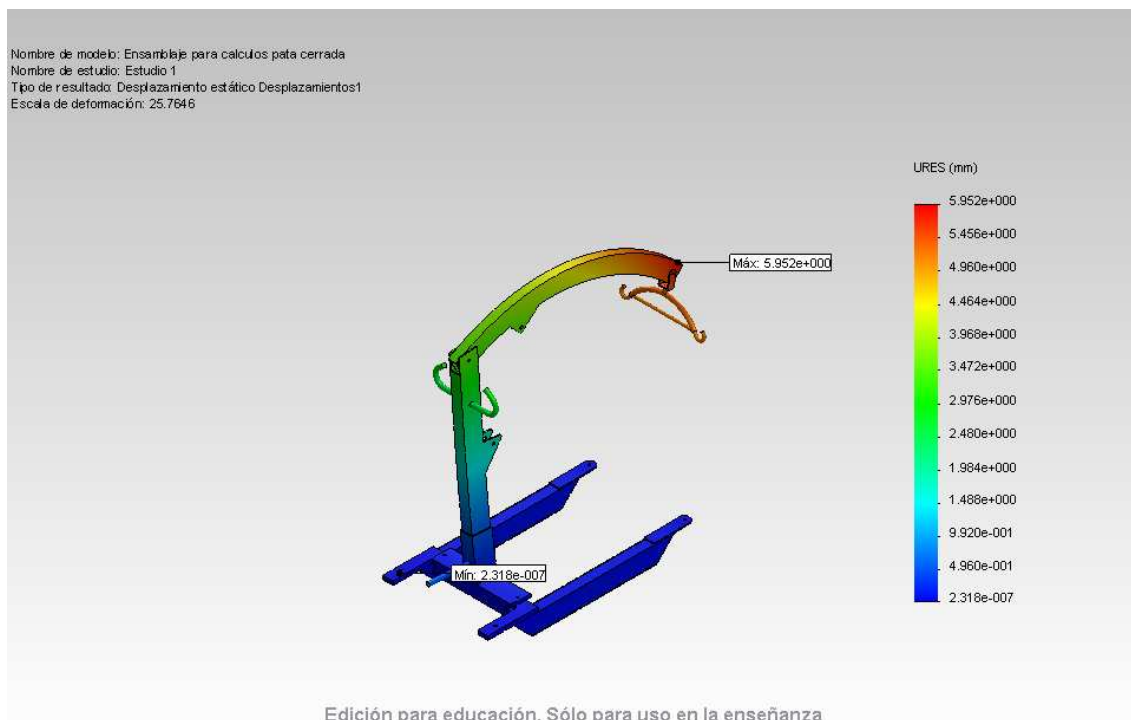 Nombre de modelo: Ensamblaje para calculos pata cerrada
Nombre de estudio: Estudio 1
Tipo de resultado: Desplazamiento estático Desplazamientos1
Escala de deformación: 25.7646
URES (mm)
5.952e+000
5.456e+000
4.960e+000
4.464e+000
3.968e+000
3.472e+000
2.976e+000
2.480e+000
1.984e+000
1.488e+000
9.920e-001
4.960e-001
2.318e-007
Máx: 5.952e+000
Mín: 2.318e-007
Edición para educación. Sólo para uso en la enseñanza